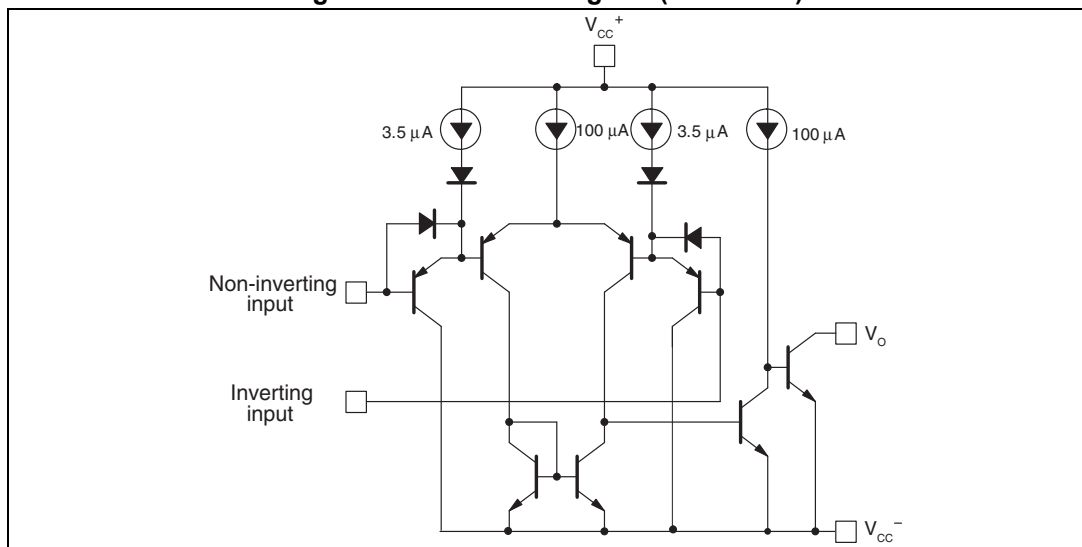 V_CC⁺
3.5 μA
100 μA
3.5 μA
100 μA
Non-inverting
input
V_O
Inverting
input
V_CC⁻